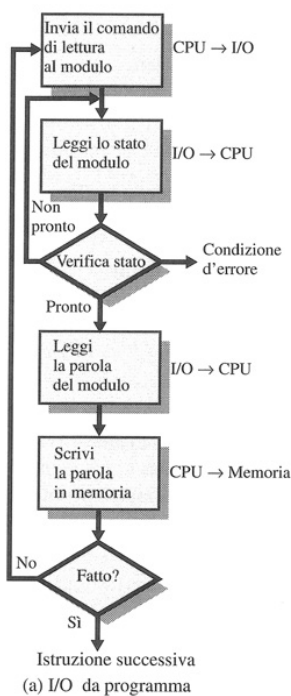 Invia il comando
di lettura
al modulo
CPU → I/O
Leggi lo stato
del modulo
I/O → CPU
Non
pronto
Verifica stato
Condizione
d'errore
Pronto
Leggi
la parola
del modulo
I/O → CPU
Scrivi
la parola
in memoria
CPU → Memoria
No
Fatto?
Sì
Istruzione successiva
(a) I/O da programma